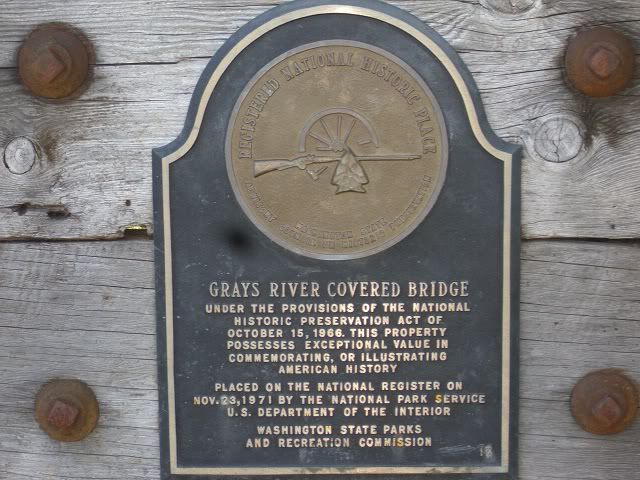 REGISTERED NATIONAL HISTORIC PLACE
WASHINGTON STATE
GRAYS RIVER COVERED BRIDGE
UNDER THE PROVISIONS OF THE NATIONAL
HISTORIC PRESERVATION ACT OF
OCTOBER 15, 1966. THIS PROPERTY
POSSESSES EXCEPTIONAL VALUE IN
COMMEMORATING, OR ILLUSTRATING
AMERICAN HISTORY
PLACED ON THE NATIONAL REGISTER ON
NOV.23,1971 BY THE NATIONAL PARK SERVICE
U.S. DEPARTMENT OF THE INTERIOR
WASHINGTON STATE PARKS
AND RECREATION COMMISSION